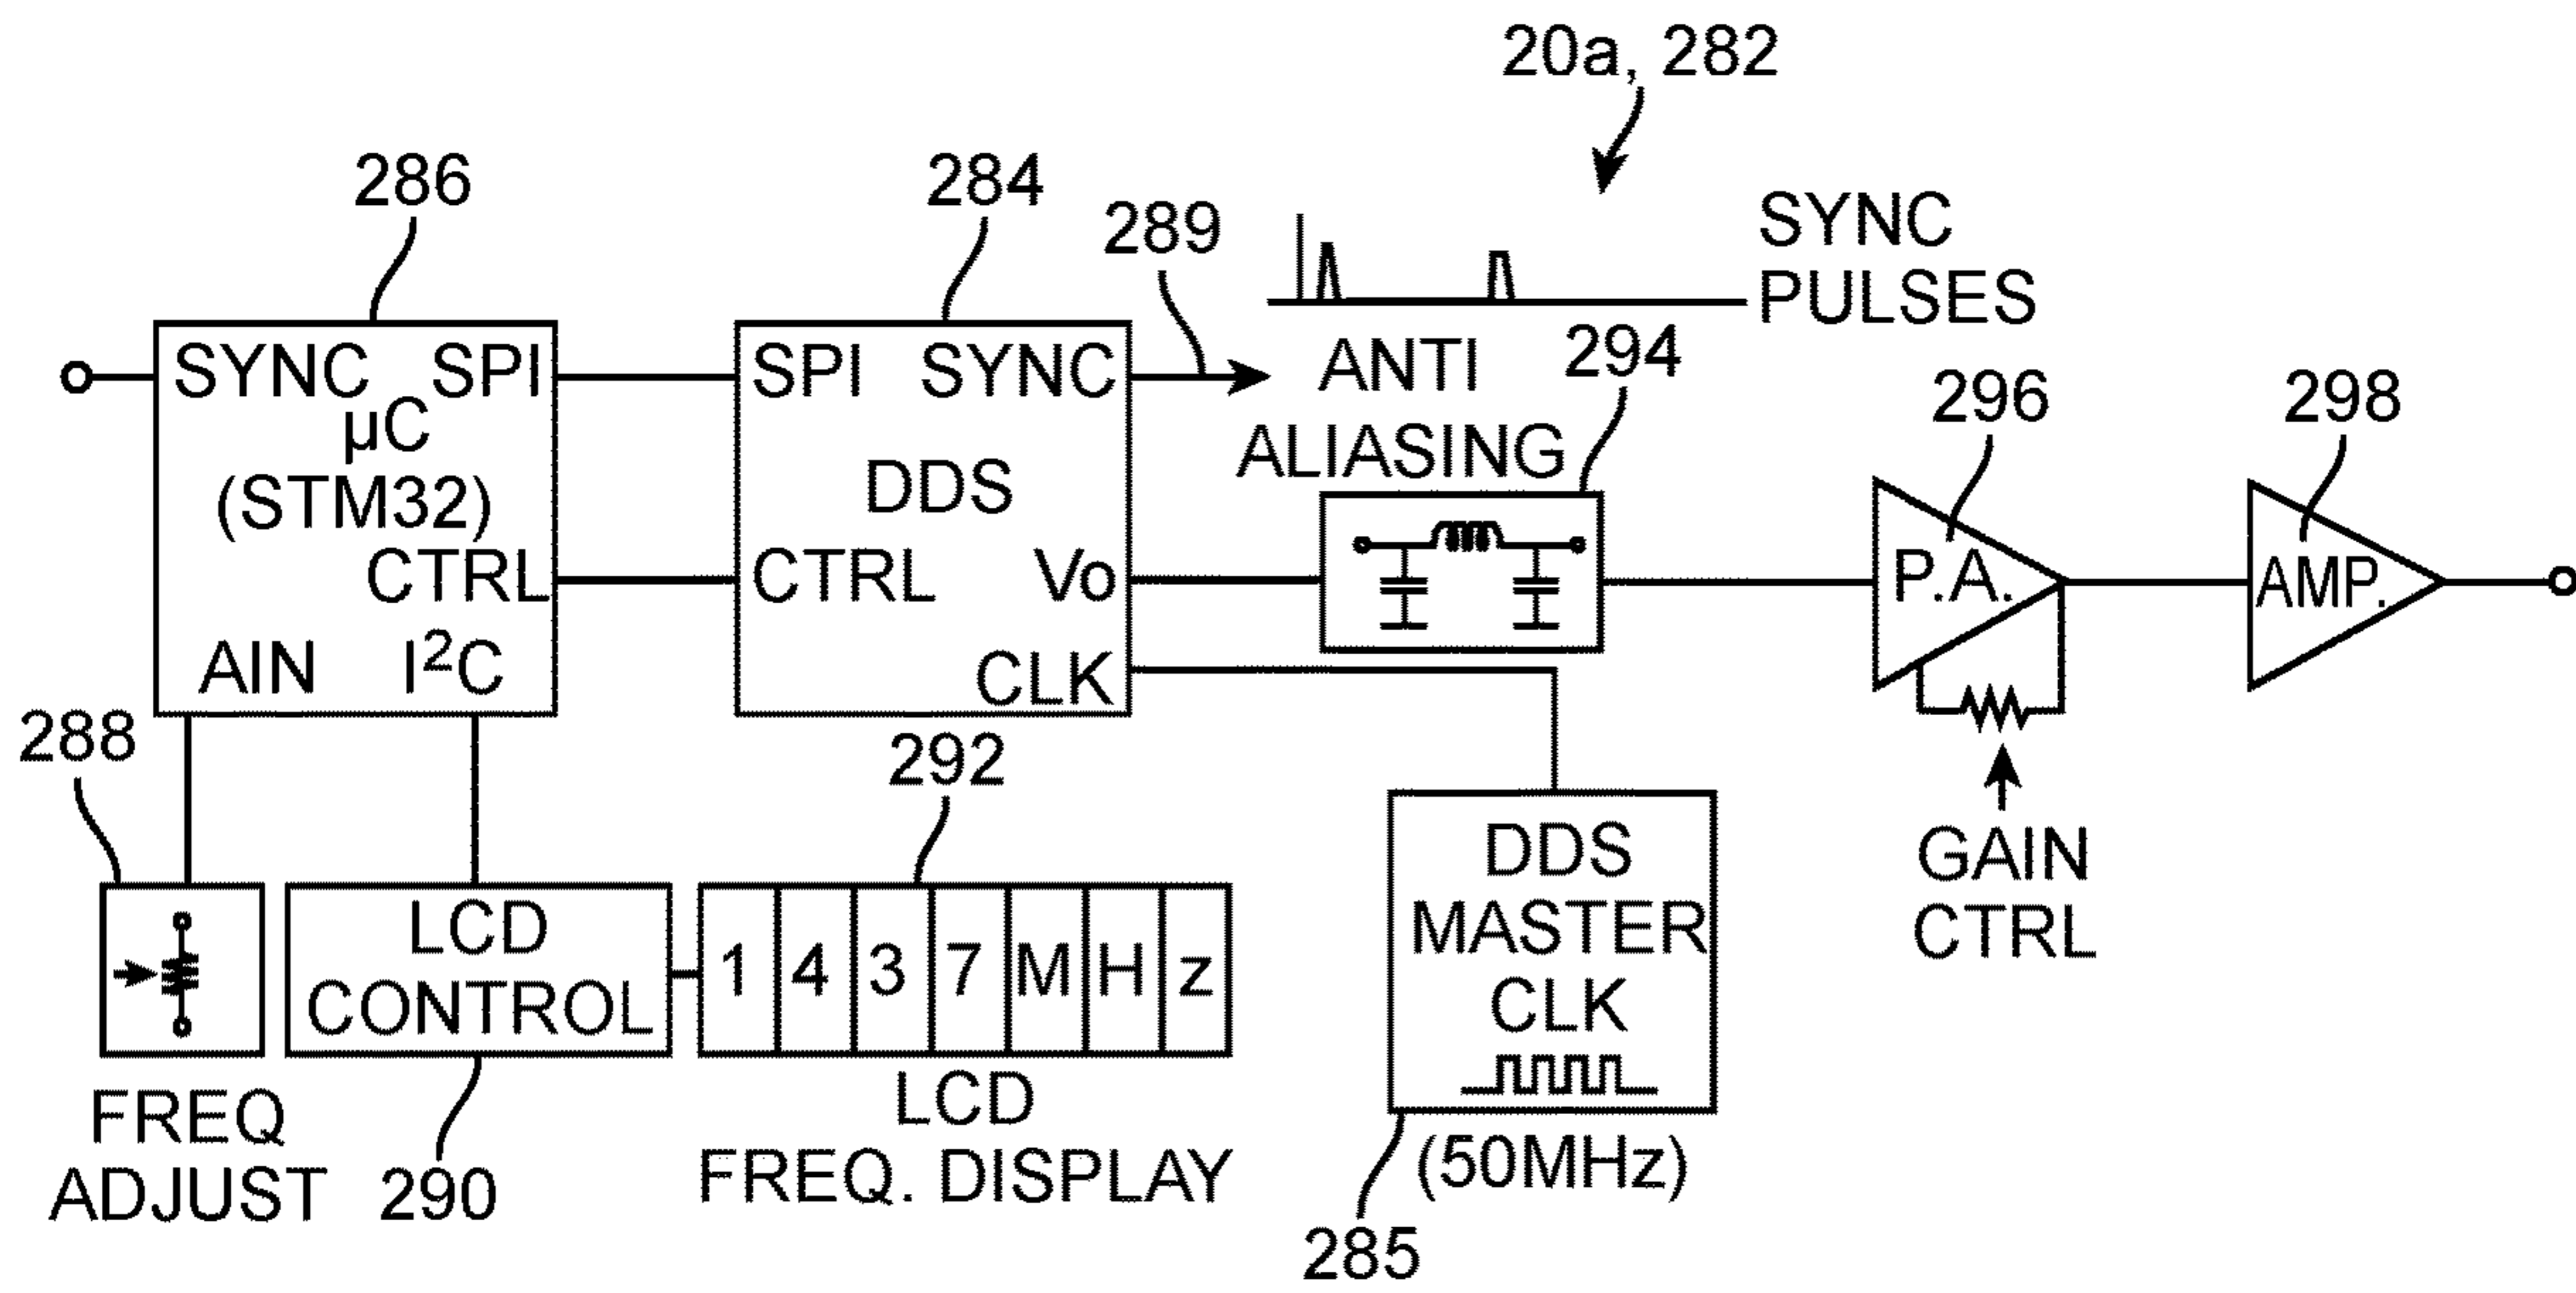 20a, 282
286
284
289
SYNC
PULSES
SYNC SPI
µC
(STM32)
CTRL
AIN I²C
SPI SYNC
DDS
CTRL Vo
CLK
ANTI
ALIASING
294
296
298
P.A.
AMP.
GAIN
CTRL
288
292
LCD
CONTROL
1 4 3 7 M H z
DDS
MASTER
CLK
FREQ
ADJUST
290
LCD
FREQ. DISPLAY
(50MHz)
285